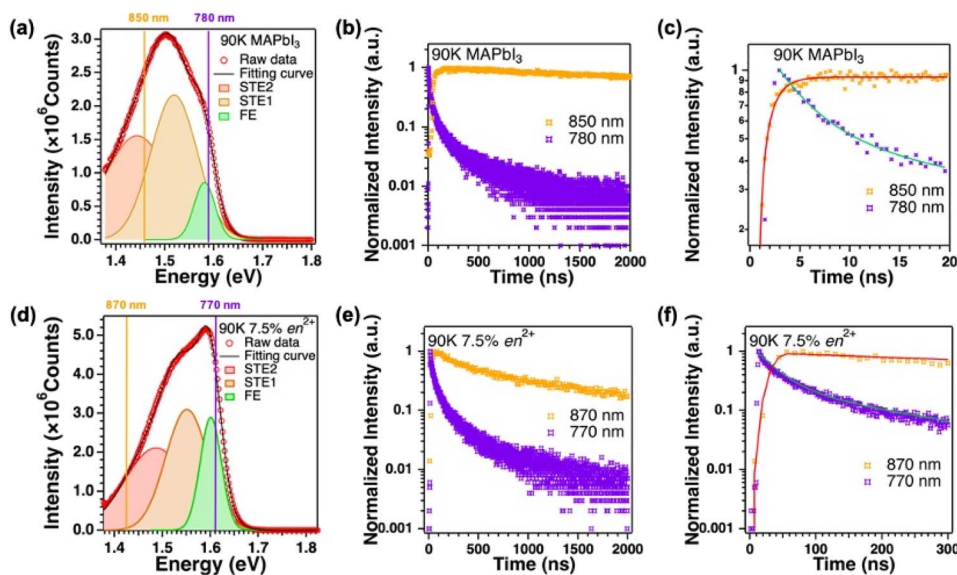 (a)
850 nm
780 nm
90K MAPbI3
Raw data
Fitting curve
STE2
STE1
FE
Intensity (×10⁶Counts)
3.0
2.5
2.0
1.5
1.0
0.5
0.0
1.4
1.5
1.6
1.7
1.8
Energy (eV)
(b)
90K MAPbI3
850 nm
780 nm
Normalized Intensity (a.u.)
1
0.1
0.01
0.001
0
500
1000
1500
2000
Time (ns)
(c)
90K MAPbI3
850 nm
780 nm
Normalized Intensity (a.u.)
1
9
8
7
6
5
4
3
2
0
5
10
15
20
Time (ns)
(d)
870 nm
770 nm
90K 7.5% en²⁺
Raw data
Fitting curve
STE2
STE1
FE
Intensity (×10⁶Counts)
5.0
4.0
3.0
2.0
1.0
0.0
1.4
1.5
1.6
1.7
1.8
Energy (eV)
(e)
90K 7.5% en²⁺
870 nm
770 nm
Normalized Intensity (a.u.)
1
0.1
0.01
0.001
0
500
1000
1500
2000
Time (ns)
(f)
90K 7.5% en²⁺
870 nm
770 nm
Normalized Intensity (a.u.)
1
0.1
0.01
0.001
0
100
200
300
Time (ns)